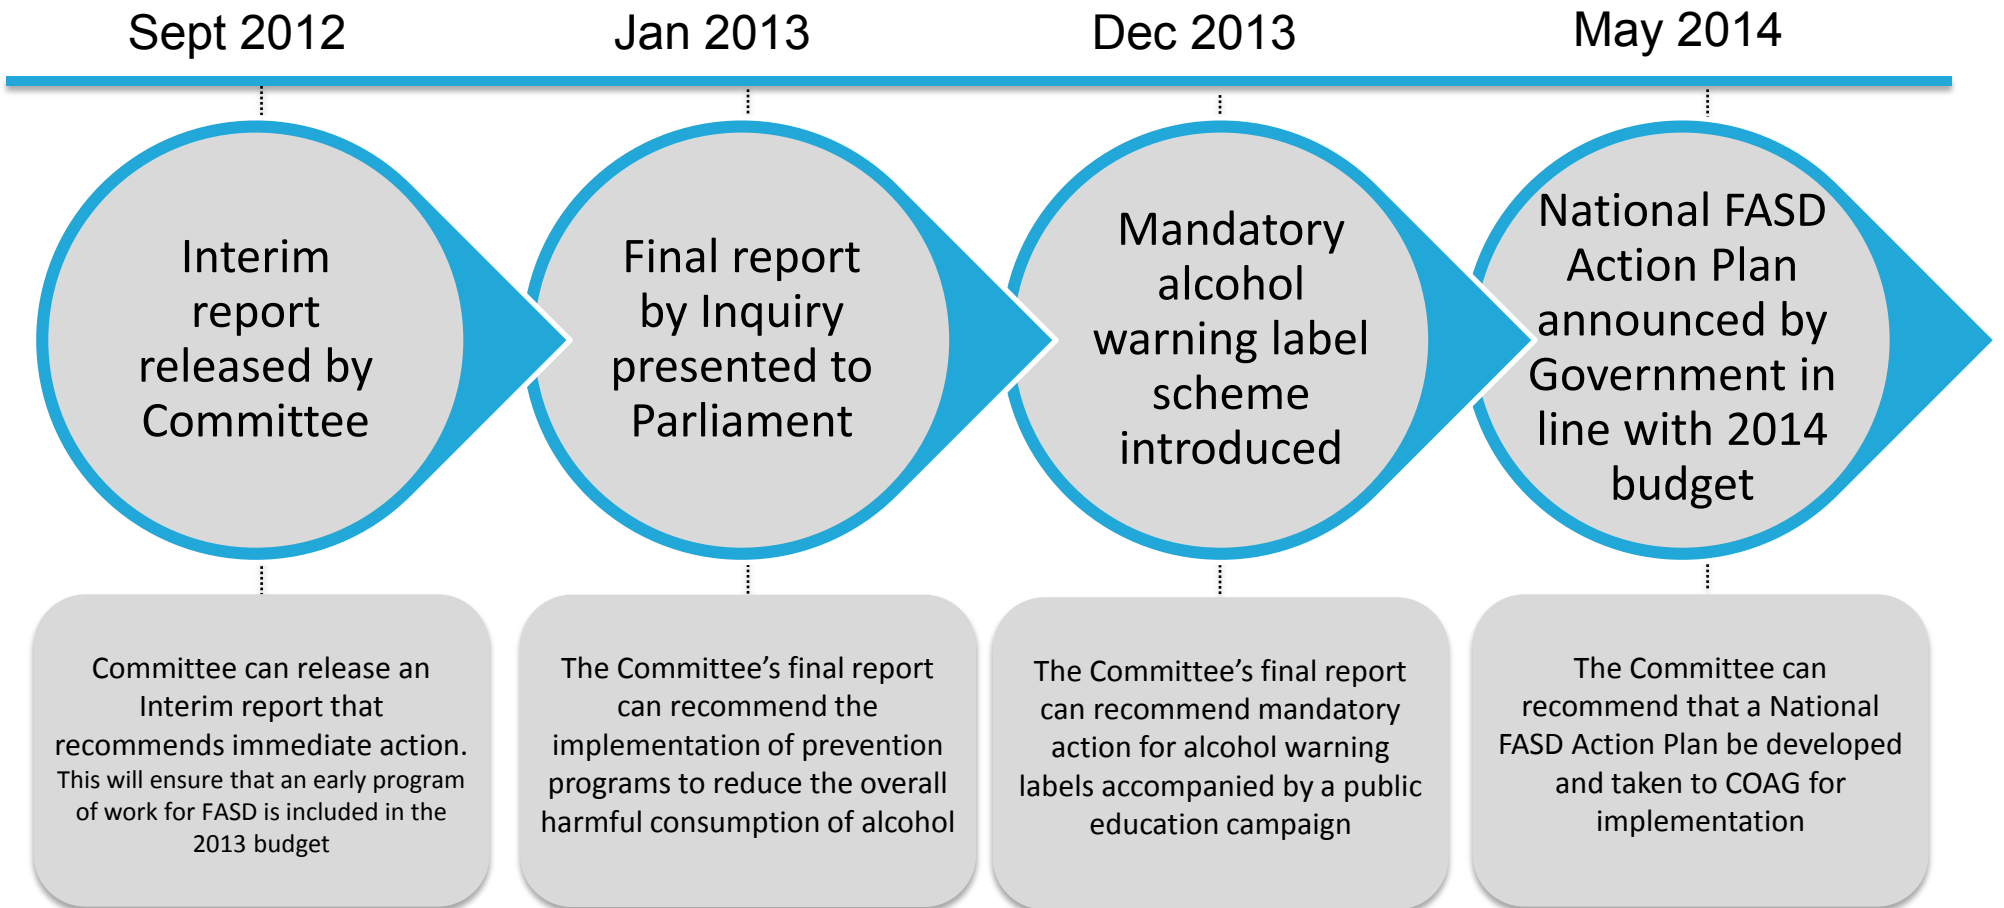 Sept 2012
Jan 2013
Dec 2013
May 2014
Interim
report
released by
Committee
Final report
by Inquiry
presented to
Parliament
Mandatory
alcohol
warning label
scheme
introduced
National FASD
Action Plan
announced by
Government in
line with 2014
budget
Committee can release an
Interim report that
recommends immediate action.
This will ensure that an early program
of work for FASD is included in the
2013 budget
The Committee’s final report
can recommend the
implementation of prevention
programs to reduce the overall
harmful consumption of alcohol
The Committee’s final report
can recommend mandatory
action for alcohol warning
labels accompanied by a public
education campaign
The Committee can
recommend that a National
FASD Action Plan be developed
and taken to COAG for
implementation